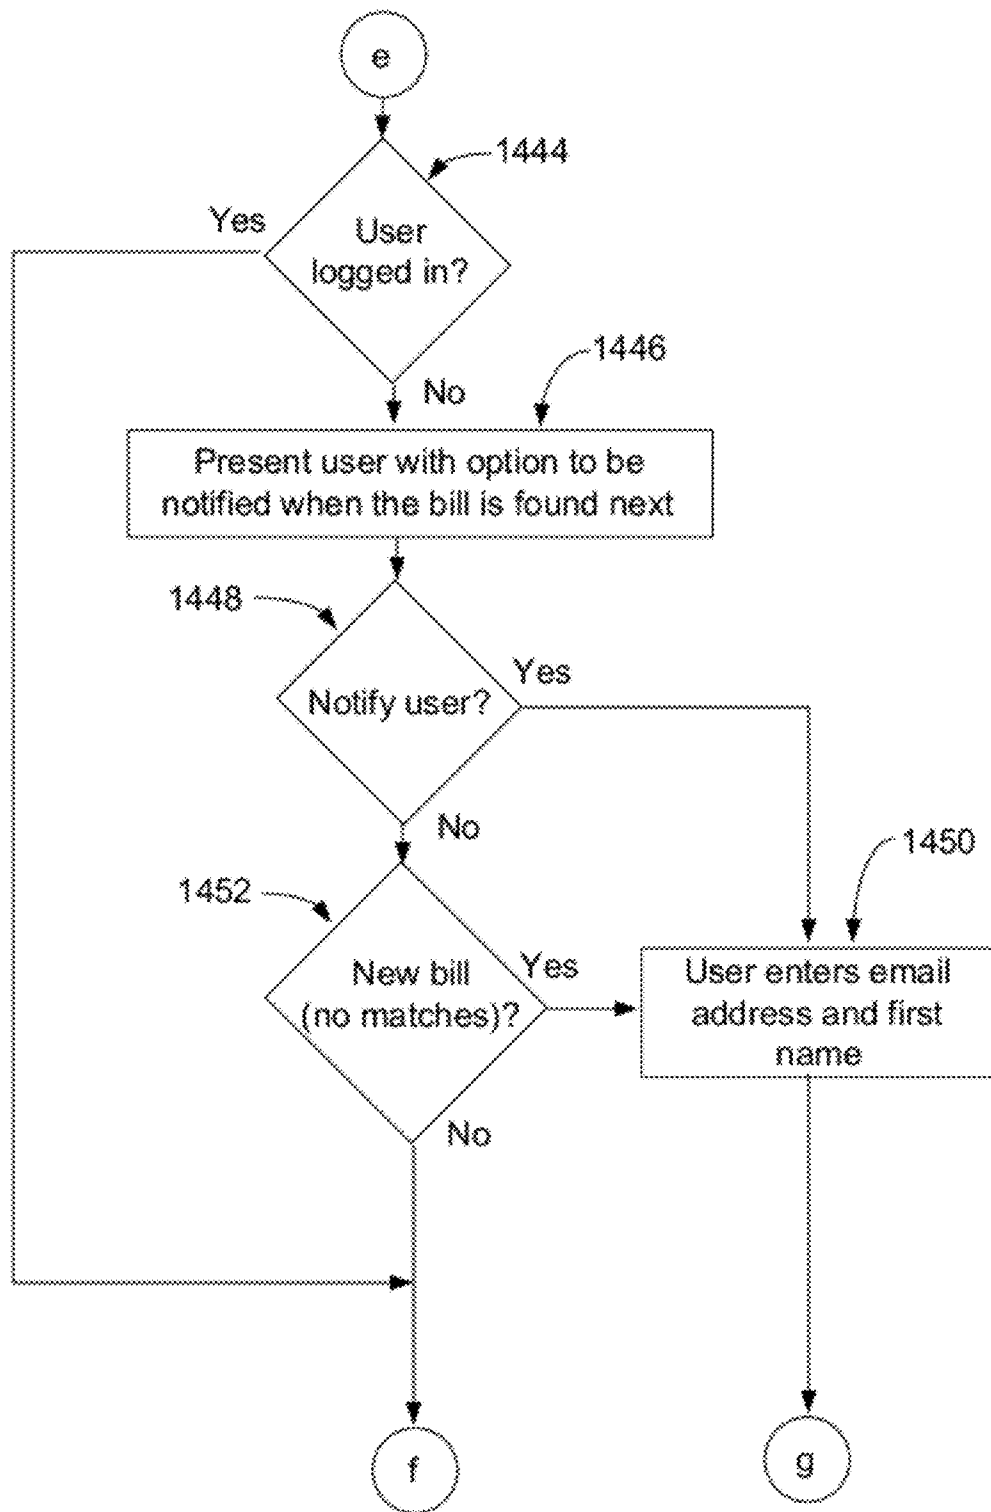 e
1444
Yes
User
logged in?
1446
No
Present user with option to be
notified when the bill is found next
1448
Yes
Notify user?
No
1450
1452
New bill
(no matches)?
Yes
User enters email
address and first
name
No
f
g